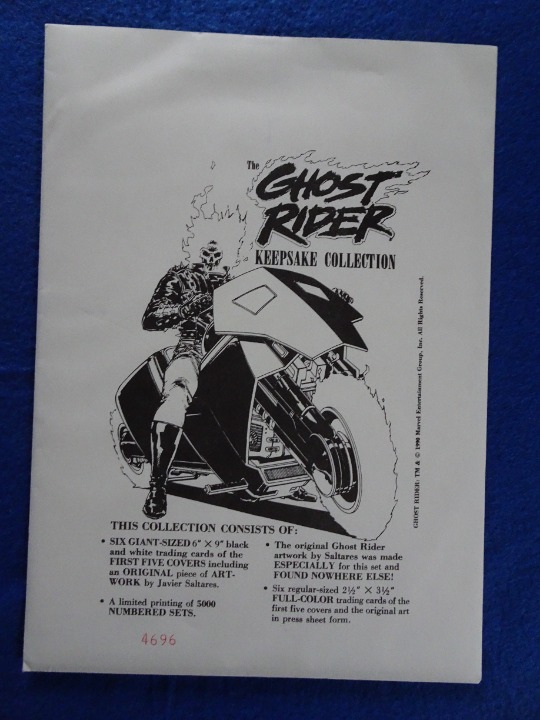 The
GHOST
RIDER
KEEPSAKE COLLECTION
GHOST RIDER: TM & © 1990 Marvel Entertainment Group, Inc. All Rights Reserved.
THIS COLLECTION CONSISTS OF:
• SIX GIANT-SIZED 6" X 9" black
and white trading cards of the
FIRST FIVE COVERS including
an ORIGINAL piece of ART-
WORK by Javier Saltares.
• A limited printing of 5000
NUMBERED SETS.
• The original Ghost Rider
artwork by Saltares was made
ESPECIALLY for this set and
FOUND NOWHERE ELSE!
• Six regular-sized 2½" X 3½"
FULL-COLOR trading cards of the
first five covers and the original art
in press sheet form.
4696